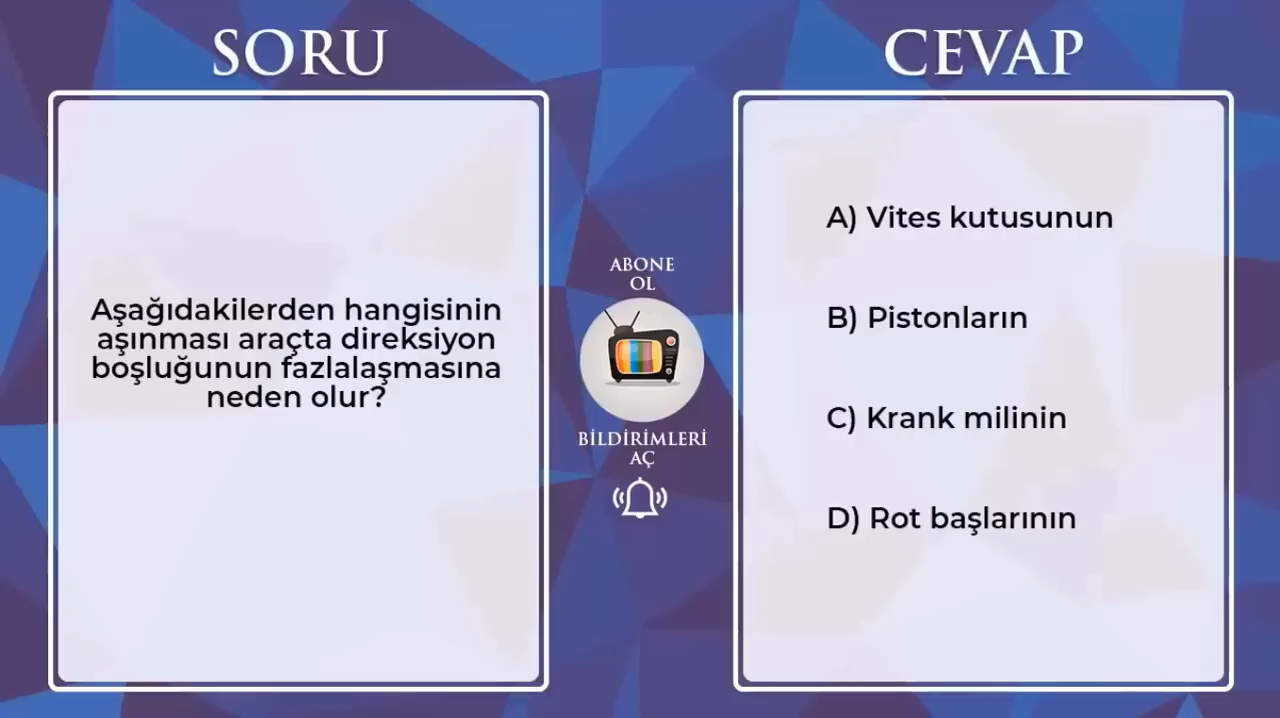 SORU
Aşağıdakilerden hangisinin
aşınması araçta direksiyon
boşluğunun fazlalaşmasına
neden olur?
ABONE
OL
BİLDİRİMLERİ
AÇ
CEVAP
A) Vites kutusunun
B) Pistonların
C) Krank milinin
D) Rot başlarının